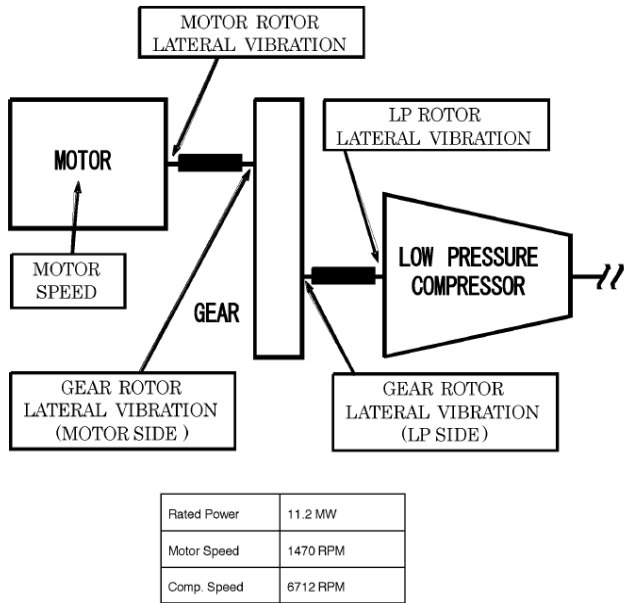 MOTOR ROTOR
LATERAL VIBRATION
LP ROTOR
LATERAL VIBRATION
MOTOR
LOW PRESSURE
COMPRESSOR
MOTOR
SPEED
GEAR
GEAR ROTOR
LATERAL VIBRATION
(MOTOR SIDE )
GEAR ROTOR
LATERAL VIBRATION
(LP SIDE )
Rated Power 11.2 MW
Motor Speed 1470 RPM
Comp. Speed 6712 RPM